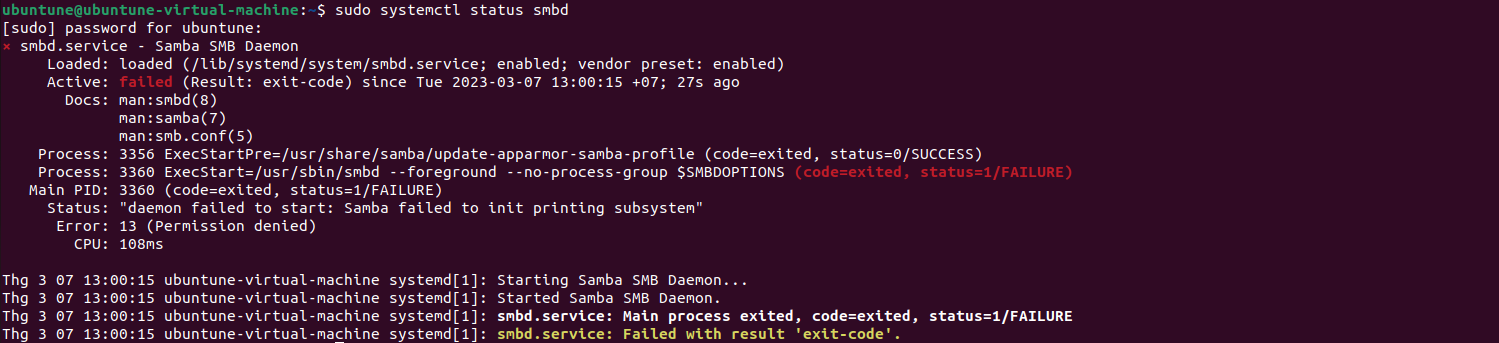 ubuntune@ubuntune-virtual-machine:~$ sudo systemctl status smbd
[sudo] password for ubuntune:
× smbd.service - Samba SMB Daemon
     Loaded: loaded (/lib/systemd/system/smbd.service; enabled; vendor preset: enabled)
     Active: failed (Result: exit-code) since Tue 2023-03-07 13:00:15 +07; 27s ago
       Docs: man:smbd(8)
             man:samba(7)
             man:smb.conf(5)
    Process: 3356 ExecStartPre=/usr/share/samba/update-apparmor-samba-profile (code=exited, status=0/SUCCESS)
    Process: 3360 ExecStart=/usr/sbin/smbd --foreground --no-process-group $SMBDOPTIONS (code=exited, status=1/FAILURE)
   Main PID: 3360 (code=exited, status=1/FAILURE)
     Status: "daemon failed to start: Samba failed to init printing subsystem"
      Error: 13 (Permission denied)
        CPU: 108ms

Thg 3 07 13:00:15 ubuntune-virtual-machine systemd[1]: Starting Samba SMB Daemon...
Thg 3 07 13:00:15 ubuntune-virtual-machine systemd[1]: Started Samba SMB Daemon.
Thg 3 07 13:00:15 ubuntune-virtual-machine systemd[1]: smbd.service: Main process exited, code=exited, status=1/FAILURE
Thg 3 07 13:00:15 ubuntune-virtual-machine systemd[1]: smbd.service: Failed with result 'exit-code'.